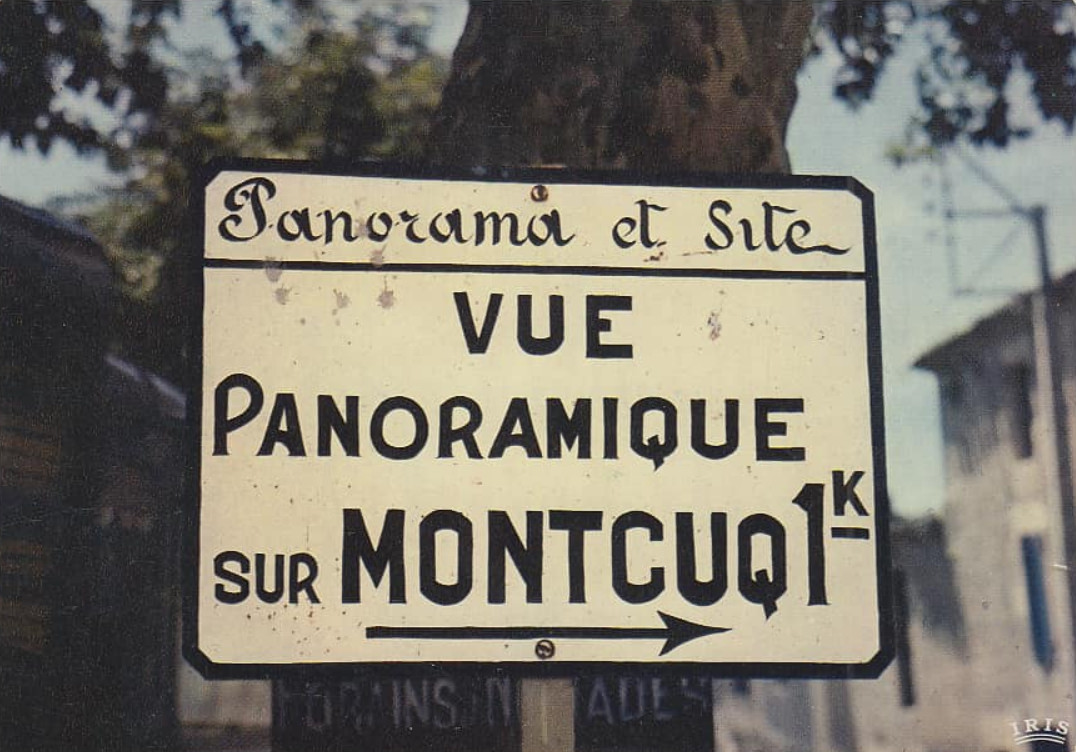 Panorama et Site
VUE
PANORAMIQUE
SUR MONTCUQ 1K
IRIS